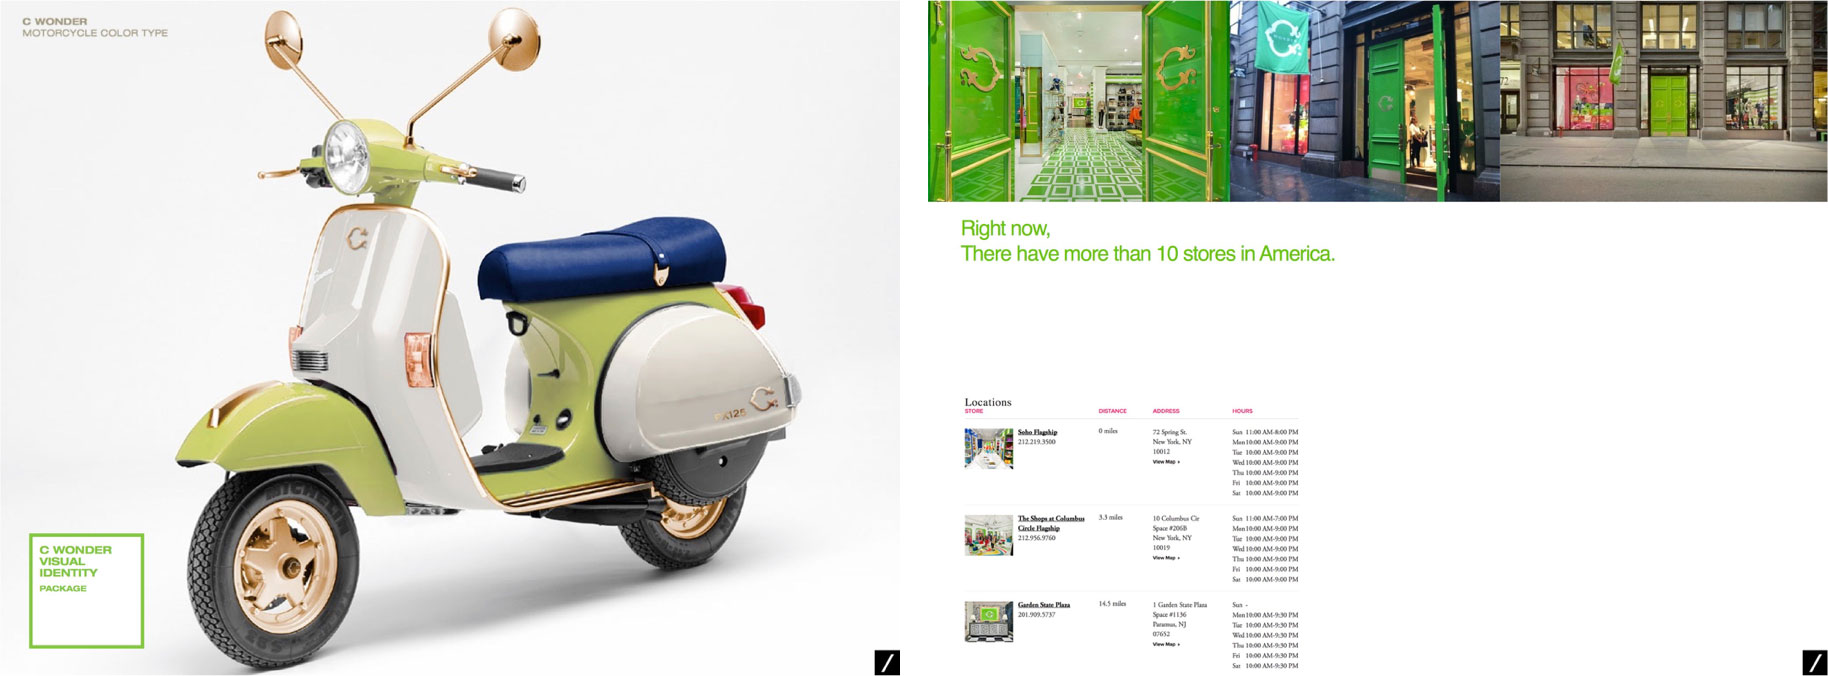 C WONDER
MOTORCYCLE COLOR TYPE
C WONDER
VISUAL
IDENTITY
PACKAGE
Right now,
There have more than 10 stores in America.
Locations
STORE DISTANCE ADDRESS HOURS
Soho Flagship
212.219.3500
0 miles
72 Spring St.
New York, NY
10012
View Map +
Sun 11:00 AM-8:00 PM
Mon 10:00 AM-9:00 PM
Tue 10:00 AM-9:00 PM
Wed 10:00 AM-9:00 PM
Thu 10:00 AM-9:00 PM
Fri 10:00 AM-9:00 PM
Sat 10:00 AM-9:00 PM
The Shops at Columbus
Circle Flagship
212.956.9760
3.3 miles
10 Columbus Cir
Space #206B
New York, NY
10019
View Map +
Sun 11:00 AM-7:00 PM
Mon 10:00 AM-9:00 PM
Tue 10:00 AM-9:00 PM
Wed 10:00 AM-9:00 PM
Thu 10:00 AM-9:00 PM
Fri 10:00 AM-9:00 PM
Sat 10:00 AM-9:00 PM
Garden State Plaza
201.909.5737
14.5 miles
1 Garden State Plaza
Space #1136
Paramus, NJ
07652
View Map +
Sun -
Mon 10:00 AM-9:30 PM
Tue 10:00 AM-9:30 PM
Wed 10:00 AM-9:30 PM
Thu 10:00 AM-9:30 PM
Fri 10:00 AM-9:30 PM
Sat 10:00 AM-9:30 PM
MICHELIN
72